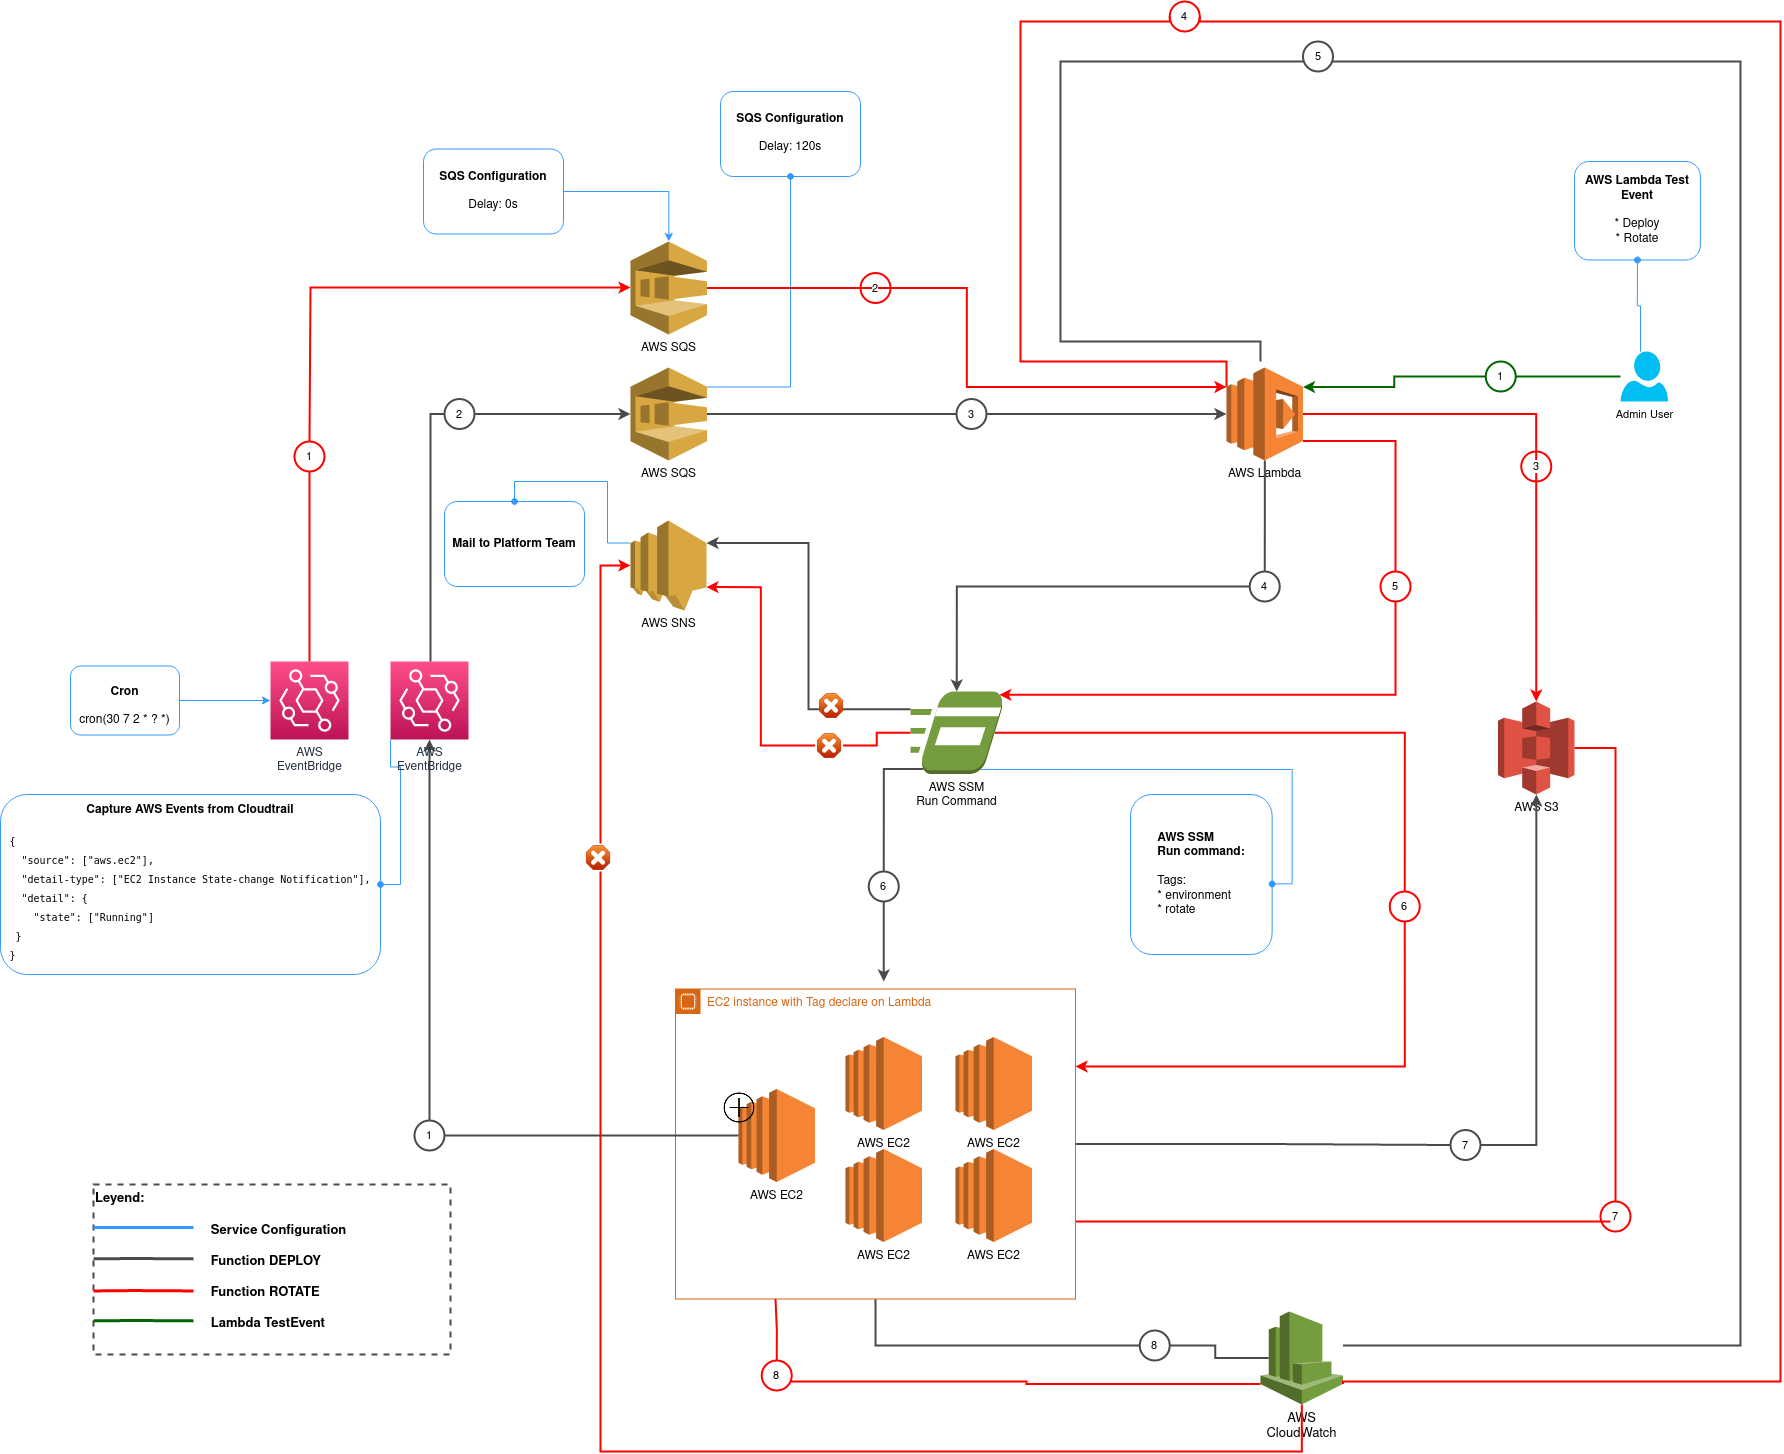 4
5
SQS Configuration
Delay: 120s
SQS Configuration
Delay: 0s
AWS Lambda Test
Event
* Deploy
* Rotate
2
AWS SQS
1
Admin User
2
3
AWS SQS
AWS Lambda
1
3
Mail to Platform Team
4
5
AWS SNS
Cron
cron(30 7 2 * ? *)
AWS
EventBridge
AWS
EventBridge
AWS SSM
Run Command
AWS S3
Capture AWS Events from Cloudtrail
{
"source": ["aws.ec2"],
"detail-type": ["EC2 Instance State-change Notification"],
"detail": {
"state": ["Running"]
}
}
AWS SSM
Run command:
Tags:
* environment
* rotate
6
6
EC2 instance with Tag declare on Lambda
1
AWS EC2
AWS EC2
7
AWS EC2
AWS EC2
AWS EC2
7
Leyend:
Service Configuration
Function DEPLOY
Function ROTATE
Lambda TestEvent
8
8
AWS
CloudWatch